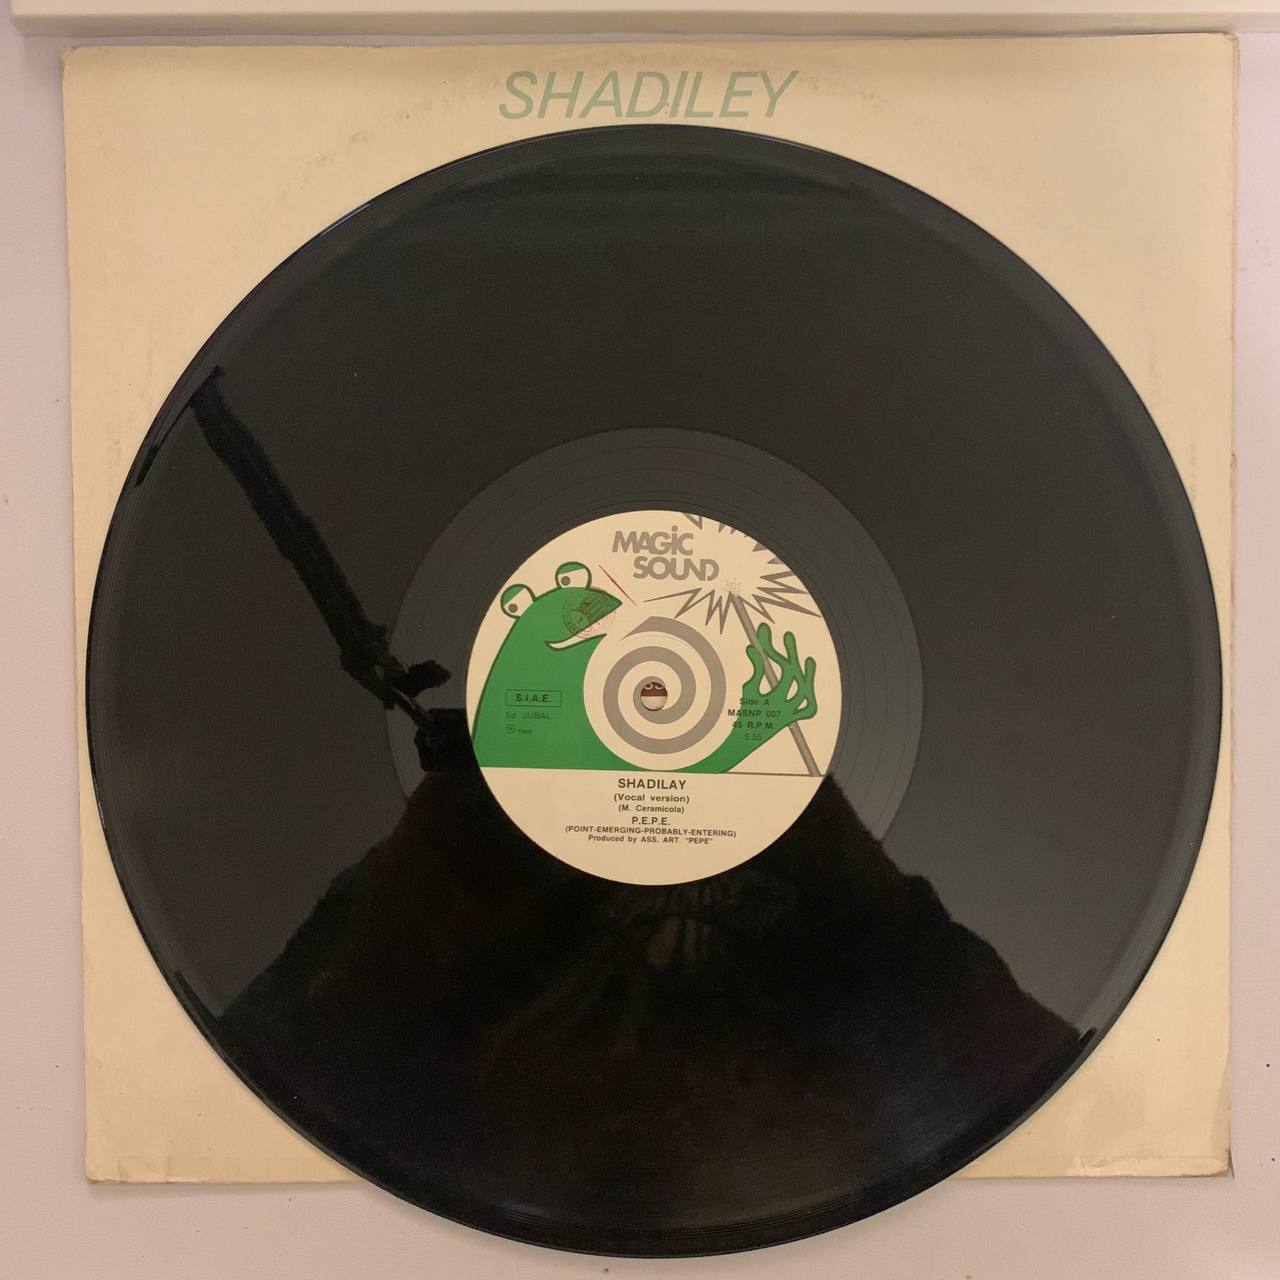 SHADILEY
MAGiC
SOUND
S.I.A.E.
Ed. JUBAL
℗ 1986
Side A
MASNP 007
45 R.P.M.
5.55
SHADILAY
(Vocal version)
(M. Ceramicola)
P.E.P.E.
(POINT-EMERGING-PROBABLY-ENTERING)
Produced by ASS. ART. "PEPE"